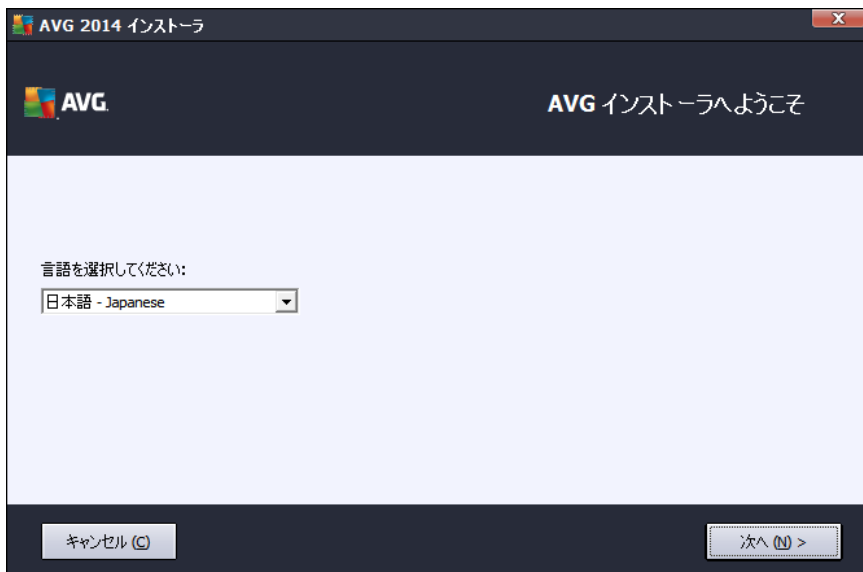 AVG 2014 インストーラ
AVG.
AVG インストーラへようこそ
言語を選択してください:
日本語 - Japanese
キャンセル (C)
次へ (N) >